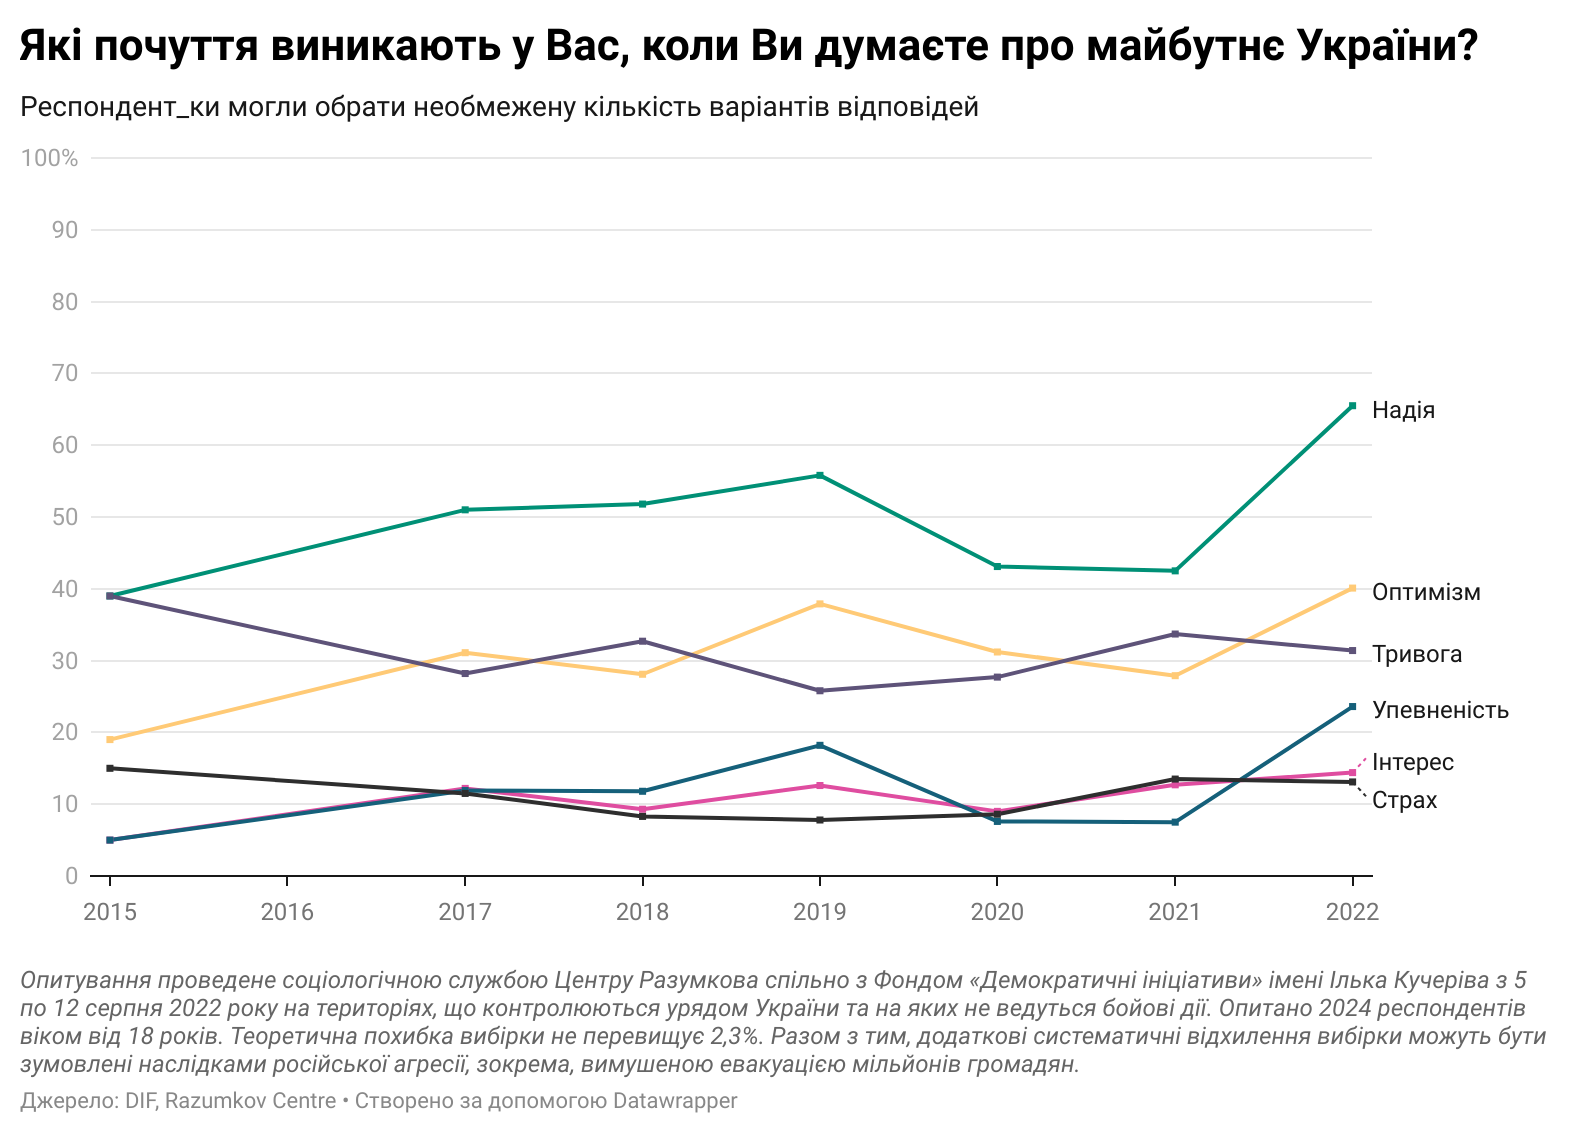 Які почуття виникають у Вас, коли Ви думаєте про майбутнє України?
Респондент_ки могли обрати необмежену кількість варіантів відповідей
100%
90
80
70
60
50
40
30
20
10
0
Надія
Оптимізм
Тривога
Упевненість
Інтерес
Страх
2015 2016 2017 2018 2019 2020 2021 2022
Опитування проведене соціологічною службою Центру Разумкова спільно з Фондом «Демократичні ініціативи» імені Ілька Кучеріва з 5
по 12 серпня 2022 року на територіях, що контролюються урядом України та на яких не ведуться бойові дії. Опитано 2024 респондентів
віком від 18 років. Теоретична похибка вибірки не перевищує 2,3%. Разом з тим, додаткові систематичні відхилення вибірки можуть бути
зумовлені наслідками російської агресії, зокрема, вимушеною евакуацією мільйонів громадян.
Джерело: DIF, Razumkov Centre • Створено за допомогою Datawrapper